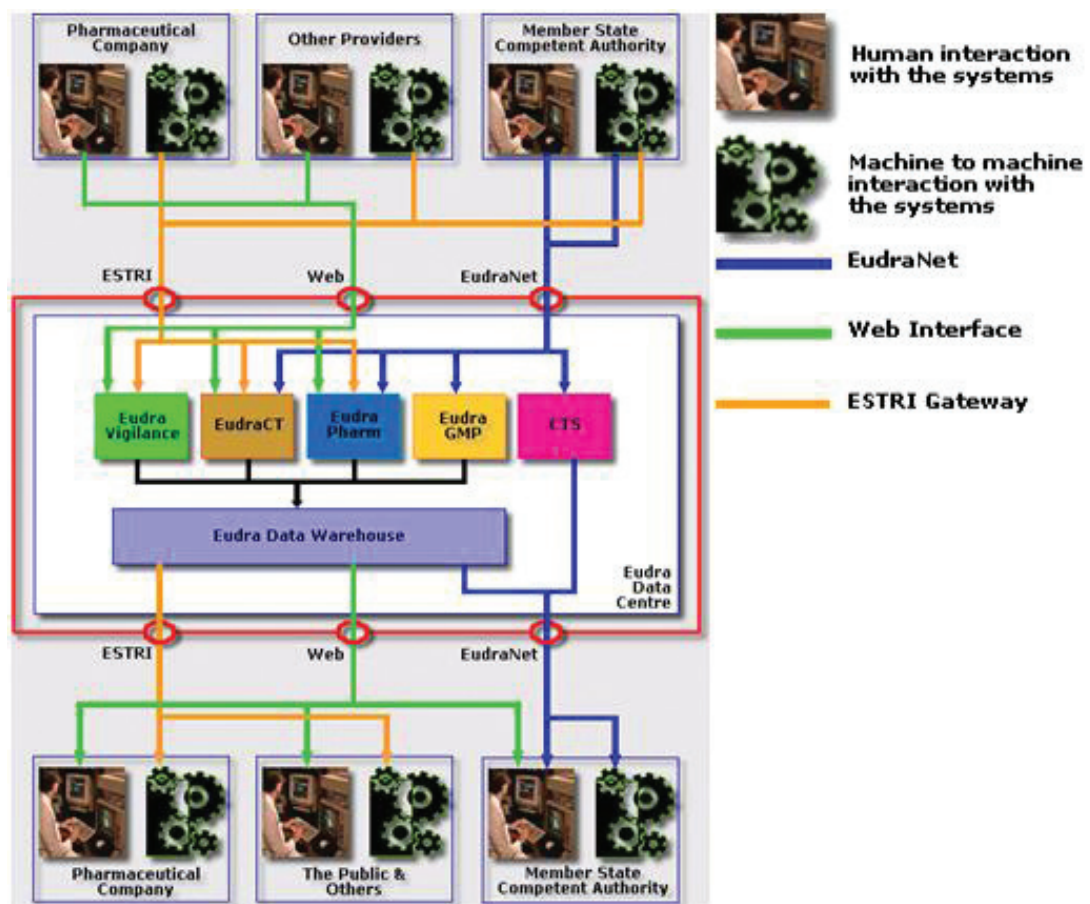 Pharmaceutical
Company
Other Providers
Member State
Competent Authority
Human interaction
with the systems
Machine to machine
interaction with
the systems
EudraNet
Web Interface
ESTRI Gateway
ESTRI
Web
EudraNet
Eudra
Vigilance
EudraCT
Eudra
Pharm
Eudra
GMP
CTS
Eudra Data Warehouse
Eudra
Data
Centre
ESTRI
Web
EudraNet
Pharmaceutical
Company
The Public &
Others
Member State
Competent Authority